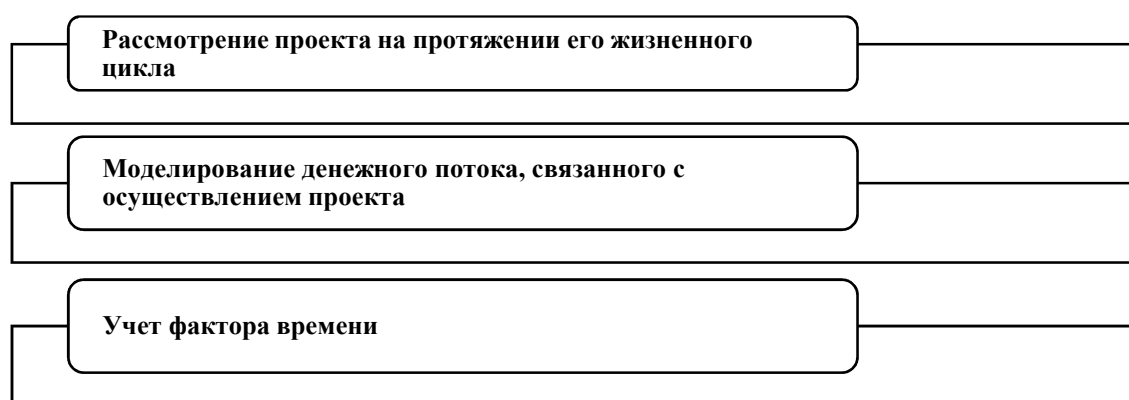 Рассмотрение проекта на протяжении его жизненного
цикла
Моделирование денежного потока, связанного с
осуществлением проекта
Учет фактора времени